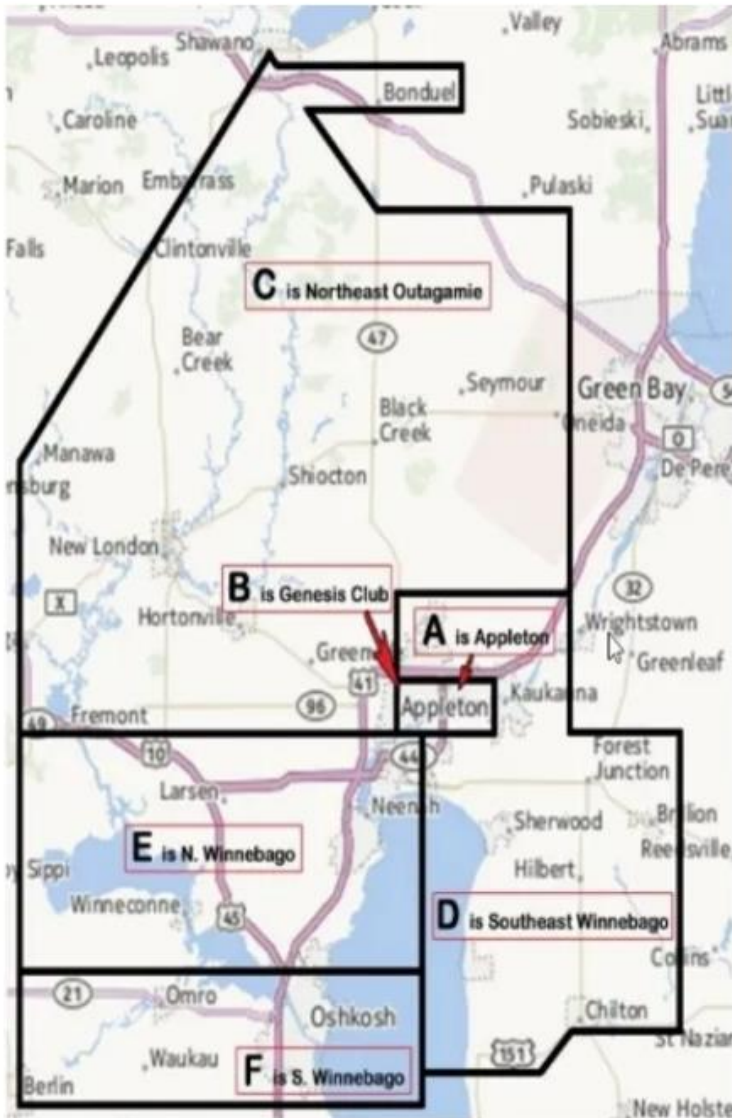 Valley
Shawano
Abrams
Leopolis
Bonduel
Caroline
Sobieski
Marion
Embarrass
Pulaski
Falls
Clintonville
C is Northeast Outagamie
47
Bear
Creek
Seymour
Green Bay
Black
Creek
Oneida
Manawa
De Pere
Shiocton
New London
B is Genesis Club
32
X
Hortonville
A is Appleton
Wrightstown
Greenleaf
41
Kaukauna
96
Appleton
49
Fremont
10
44
Forest
Junction
Larsen
Neenah
Sherwood
Brillion
E is N. Winnebago
Hilbert
Winneconne
45
D is Southeast Winnebago
Collins
21
Omro
Oshkosh
Chilton
Waukau
151
F is S. Winnebago
Berlin